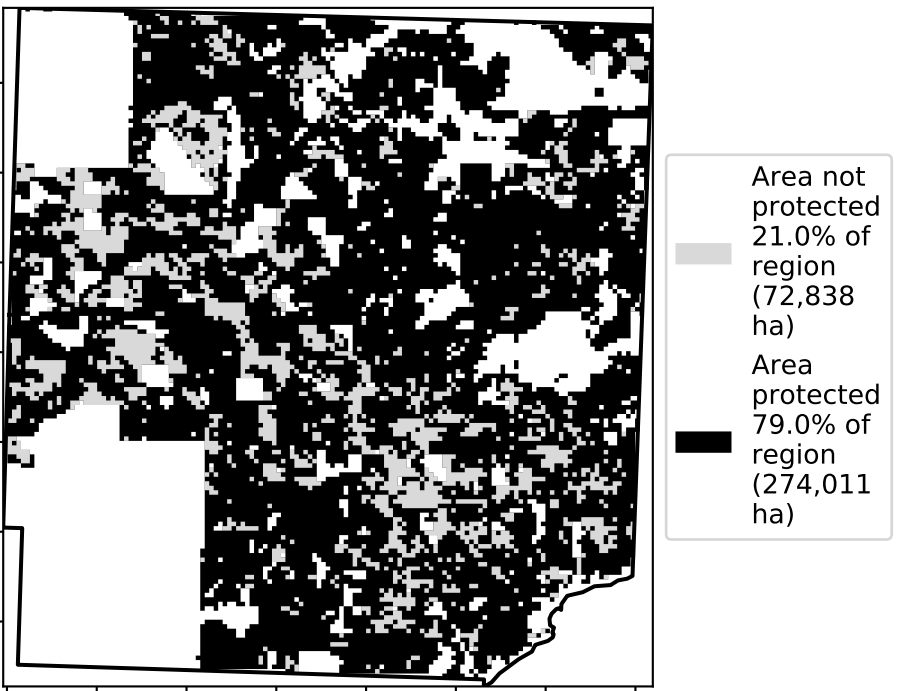 Area not
protected
21.0% of
region
(72,838
ha)
Area
protected
79.0% of
region
(274,011
ha)